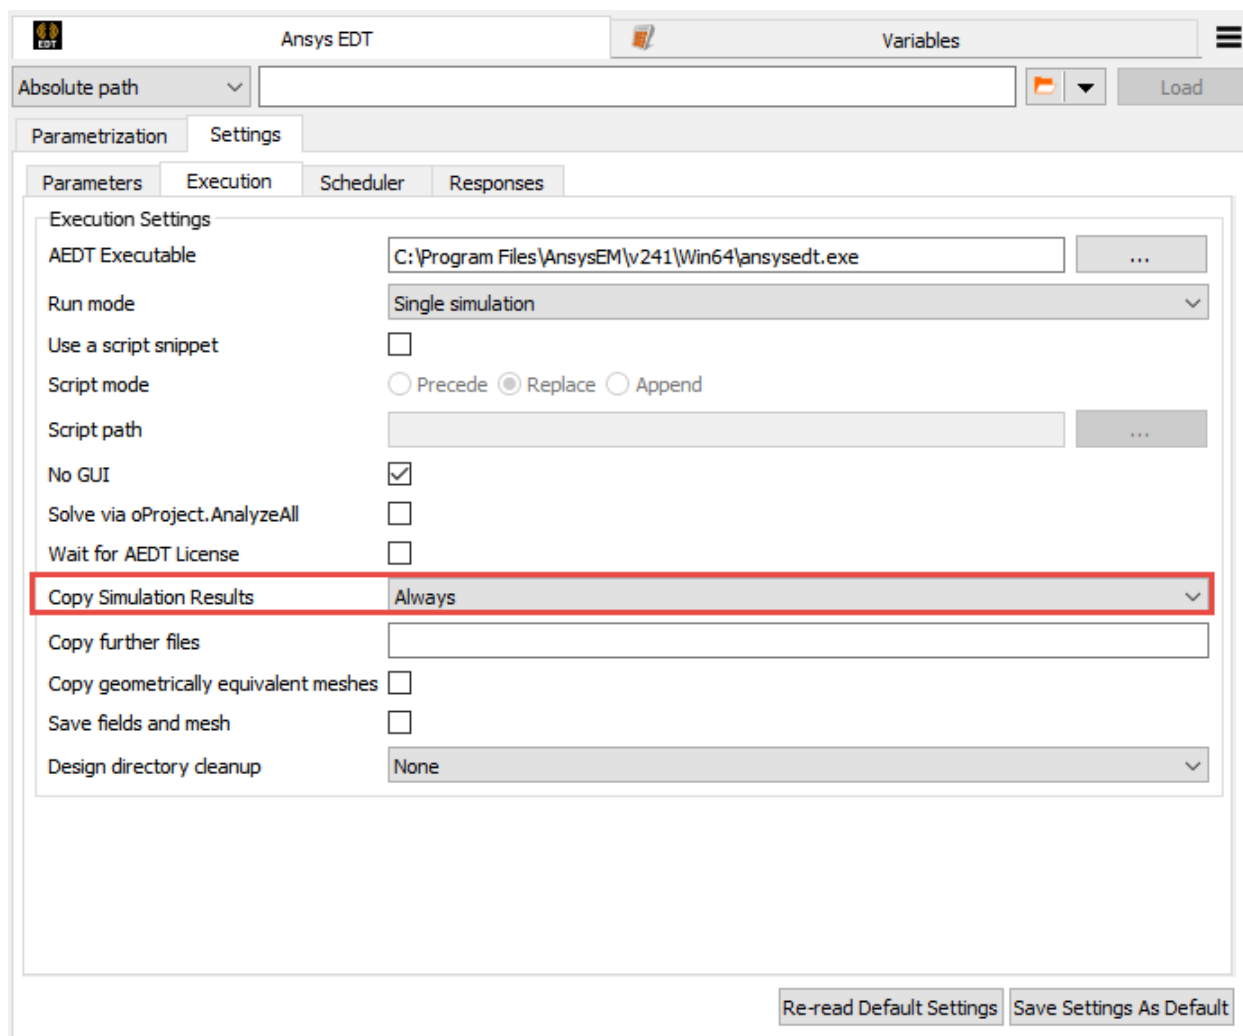 EDT Ansys EDT Variables
Absolute path Load
Parametrization Settings
Parameters Execution Scheduler Responses
Execution Settings
AEDT Executable C:\Program Files\AnsysEM\v241\Win64\ansysedt.exe ...
Run mode Single simulation
Use a script snippet
Script mode Precede Replace Append
Script path ...
No GUI
Solve via oProject.AnalyzeAll
Wait for AEDT License
Copy Simulation Results Always
Copy further files
Copy geometrically equivalent meshes
Save fields and mesh
Design directory cleanup None
Re-read Default Settings Save Settings As Default